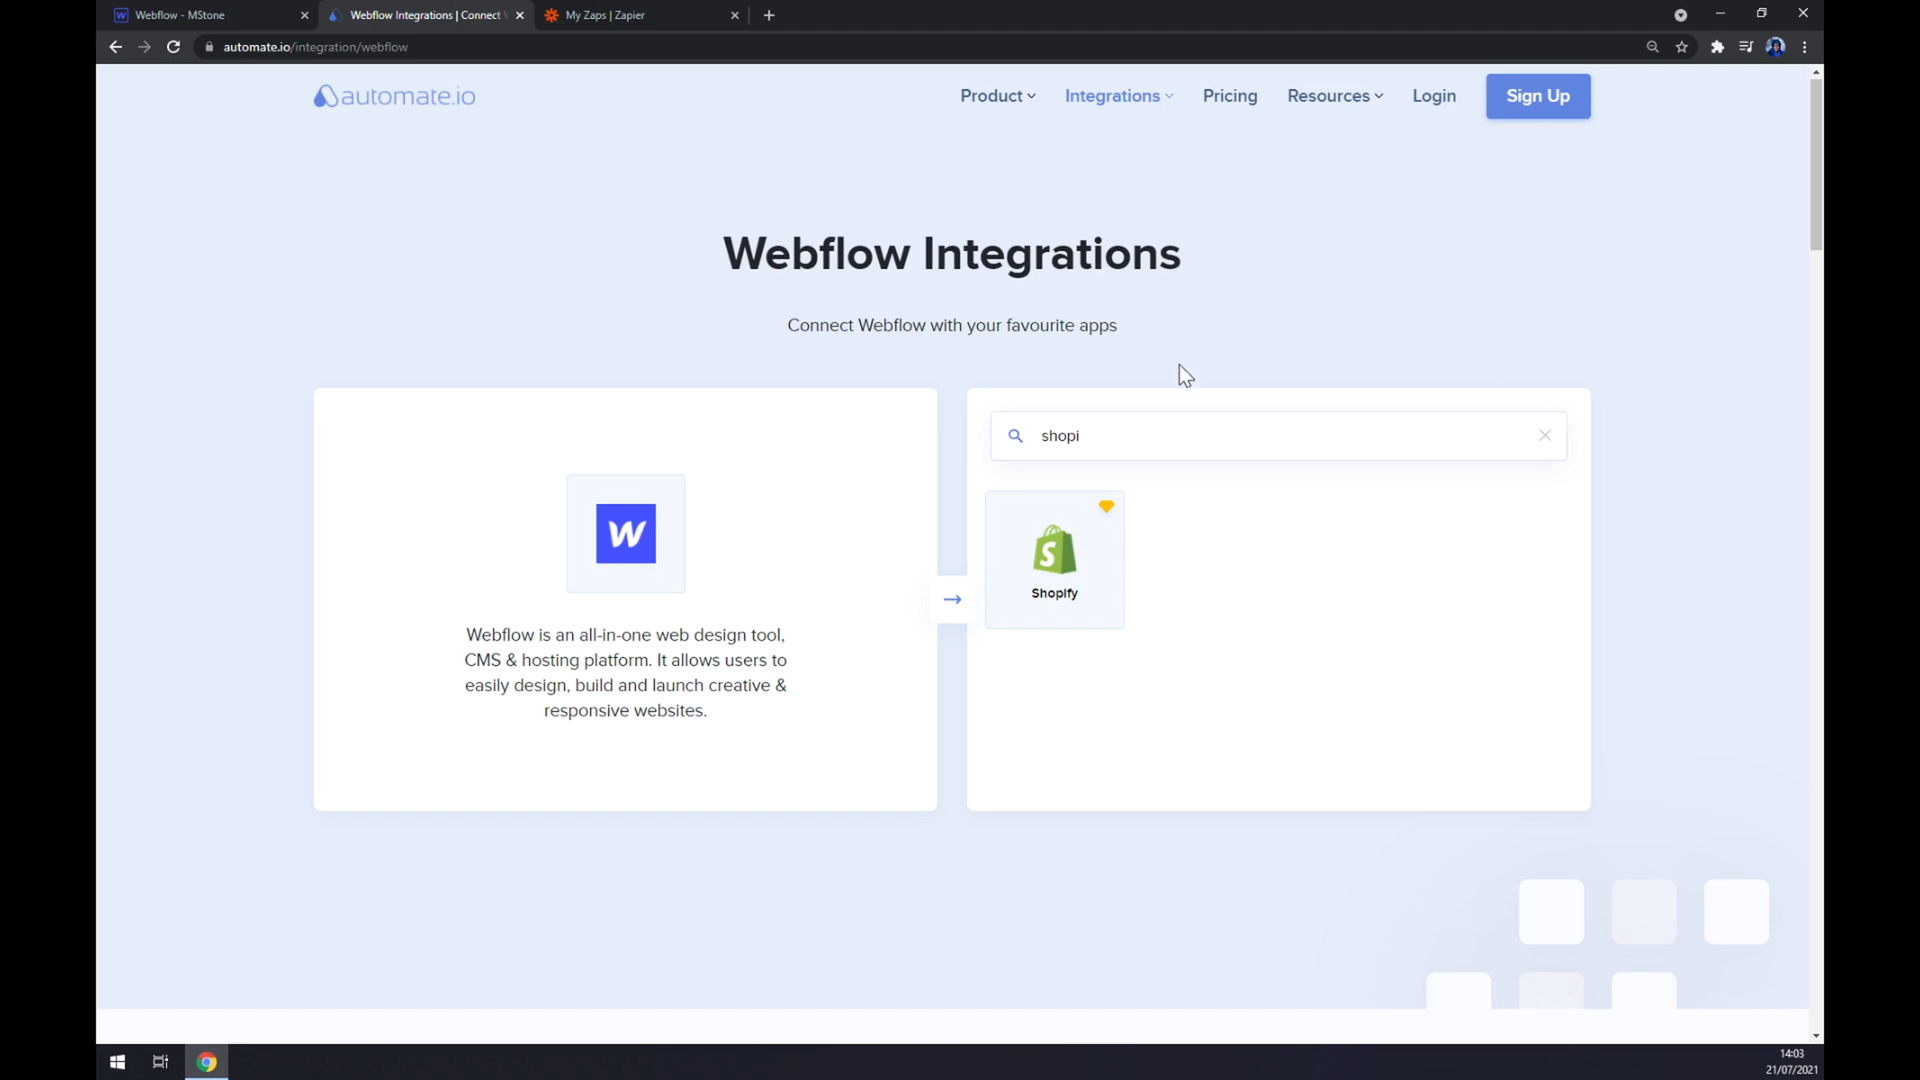 Webflow - MStone
Webflow Integrations | Connect
My Zaps | Zapier
automate.io/integration/webflow
automate.io
Product
Integrations
Pricing
Resources
Login
Sign Up
Webflow Integrations
Connect Webflow with your favourite apps
shopi
Shopify
Webflow is an all-in-one web design tool,
CMS & hosting platform. It allows users to
easily design, build and launch creative &
responsive websites.
14:03
21/07/2021